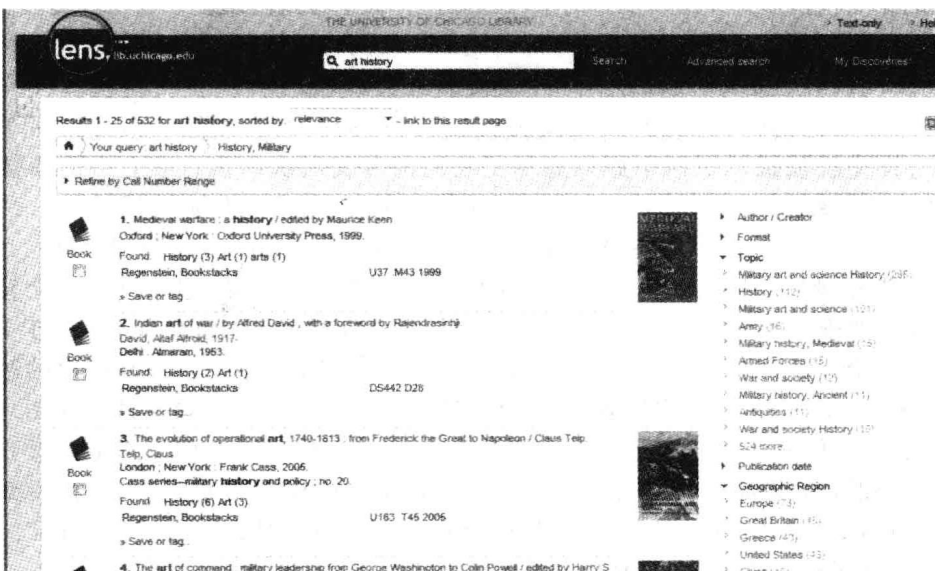 THE UNIVERSITY OF CHICAGO LIBRARY
> Text-only
lens.
lib.uchicago.edu
art history
Search
Advanced search
My Discoveries
Results 1 - 25 of 532 for art history, sorted by: relevance - link to this result page
Your query: art history
History, Military
Refine by Call Number Range
1. Medieval warfare : a history / edited by Maurice Keen
Oxford ; New York : Oxford University Press, 1999.
Book
Found: History (3) Art (1) arts (1)
Regenstein, Bookstacks U37 .M43 1999
» Save or tag...
2. Indian art of war / by Alfred David , with a foreword by
David, 1917-
Delhi : Atmaram, 1953.
Book
Found: History (2) Art (1)
Regenstein, Bookstacks DS442 D28
» Save or tag...
3. The evolution of operational art, 1740-1813 : from Frederick the Great to Napoleon / Claus Telp.
Telp, Claus
London ; New York : Frank Cass, 2005.
Book
Cass series--military history and policy ; no. 20.
Found: History (6) Art (3)
Regenstein, Bookstacks U163 .T45 2005
» Save or tag...
4. The art of command : military leadership from George Washington to Colin Powell / edited by Harry S
Author / Creator
Format
Topic
Military art and science History
History (112)
Military art and science (101)
Army (16)
Military history, Medieval (15)
Armed Forces (15)
War and society (12)
Military history, Ancient (11)
Antiquities (11)
War and society History
524 more...
Publication date
Geographic Region
Europe
Great Britain
Greece
United States